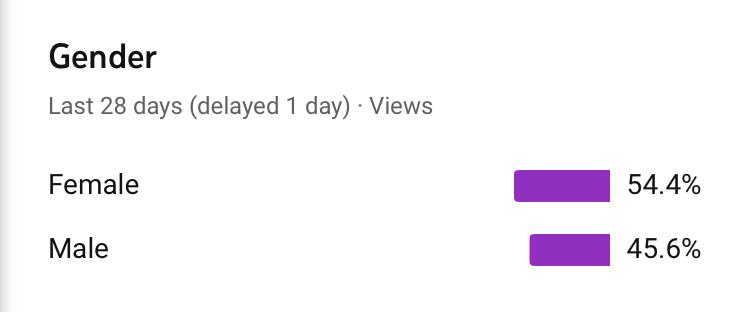 Gender
Last 28 days (delayed 1 day) · Views
Female 54.4%
Male 45.6%